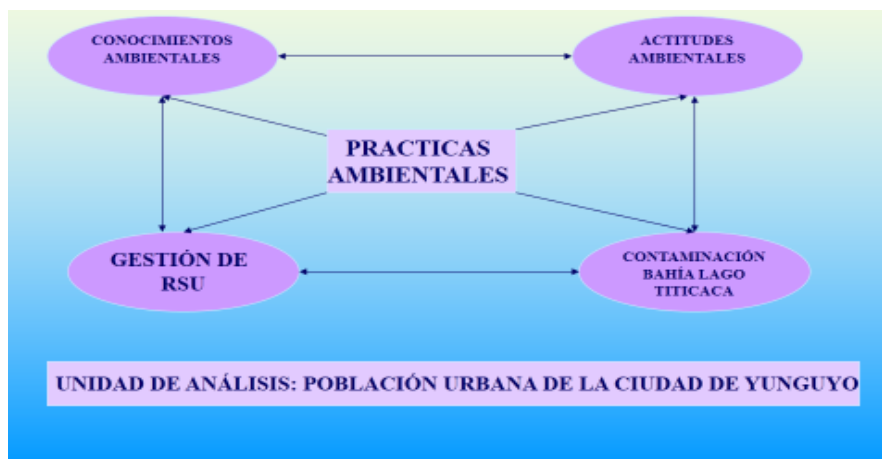 CONOCIMIENTOS
AMBIENTALES
ACTITUDES
AMBIENTALES
PRACTICAS
AMBIENTALES
GESTIÓN DE
RSU
CONTAMINACIÓN
BAHÍA LAGO
TITICACA
UNIDAD DE ANÁLISIS: POBLACIÓN URBANA DE LA CIUDAD DE YUNGUYO